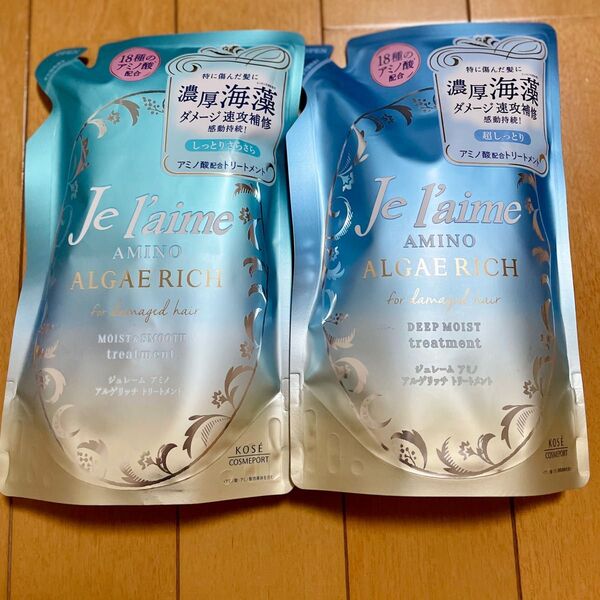 OPEN
18種の
アミノ酸
配合
特に傷んだ髪に
濃厚海藻
ダメージ速攻補修
感動持続!
しっとりさらさら
アミノ酸配合トリートメント
Je l'aime
AMINO
ALGAE RICH
for damaged hair
MOIST&SMOOTH
treatment
ジュレーム アミノ
アルゲリッチ トリートメント
KOSÉ
COSMEPORT
18種の
アミノ酸
配合
特に傷んだ髪に
濃厚海藻
ダメージ速攻補修
感動持続!
超しっとり
アミノ酸配合トリートメント
Je l'aime
AMINO
ALGAE RICH
for damaged hair
DEEP MOIST
treatment
ジュレーム アミノ
アルゲリッチ トリートメント
KOSÉ
COSMEPORT